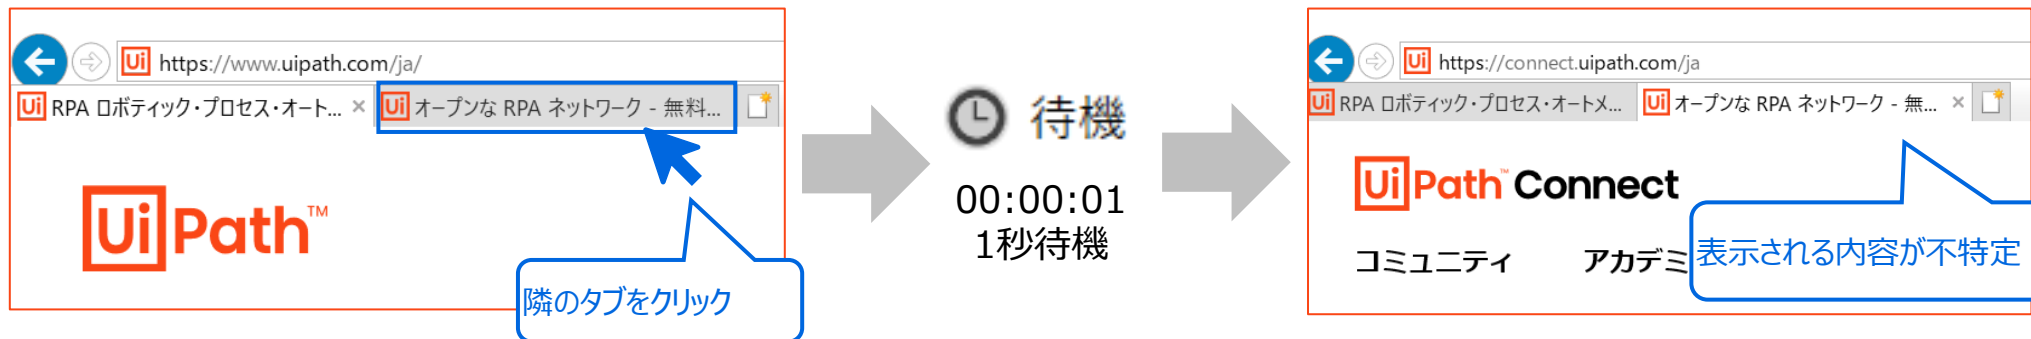 https://www.uipath.com/ja/
Ui RPA ロボティック・プロセス・オート... ×
Ui オープンな RPA ネットワーク - 無料...
UiPath™
隣のタブをクリック
待機
00:00:01
1秒待機
https://connect.uipath.com/ja
Ui RPA ロボティック・プロセス・オートメ...
Ui オープンな RPA ネットワーク - 無... ×
UiPath™ Connect
コミュニティ アカデミ
表示される内容が不特定